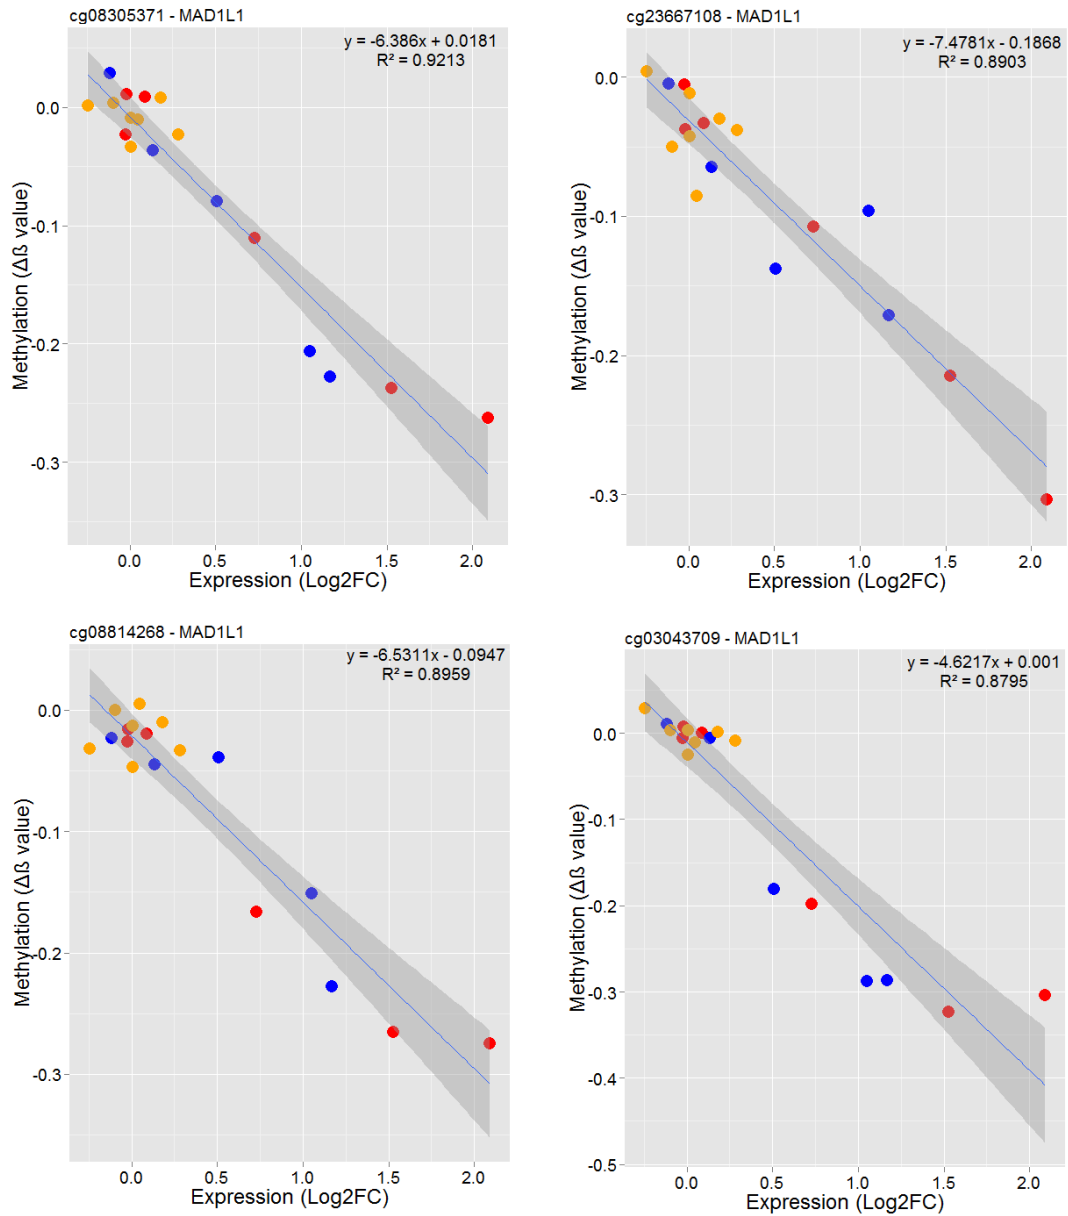 cg08305371 - MAD1L1
y = -6.386x + 0.0181
R² = 0.9213
0.0
-0.1
-0.2
-0.3
Methylation (Δß value)
0.0 0.5 1.0 1.5 2.0
Expression (Log2FC)
cg23667108 - MAD1L1
y = -7.4781x - 0.1868
R² = 0.8903
0.0
-0.1
-0.2
-0.3
Methylation (Δß value)
0.0 0.5 1.0 1.5 2.0
Expression (Log2FC)
cg08814268 - MAD1L1
y = -6.5311x - 0.0947
R² = 0.8959
0.0
-0.1
-0.2
-0.3
Methylation (Δß value)
0.0 0.5 1.0 1.5 2.0
Expression (Log2FC)
cg03043709 - MAD1L1
y = -4.6217x + 0.001
R² = 0.8795
0.0
-0.1
-0.2
-0.3
-0.4
-0.5
Methylation (Δß value)
0.0 0.5 1.0 1.5 2.0
Expression (Log2FC)